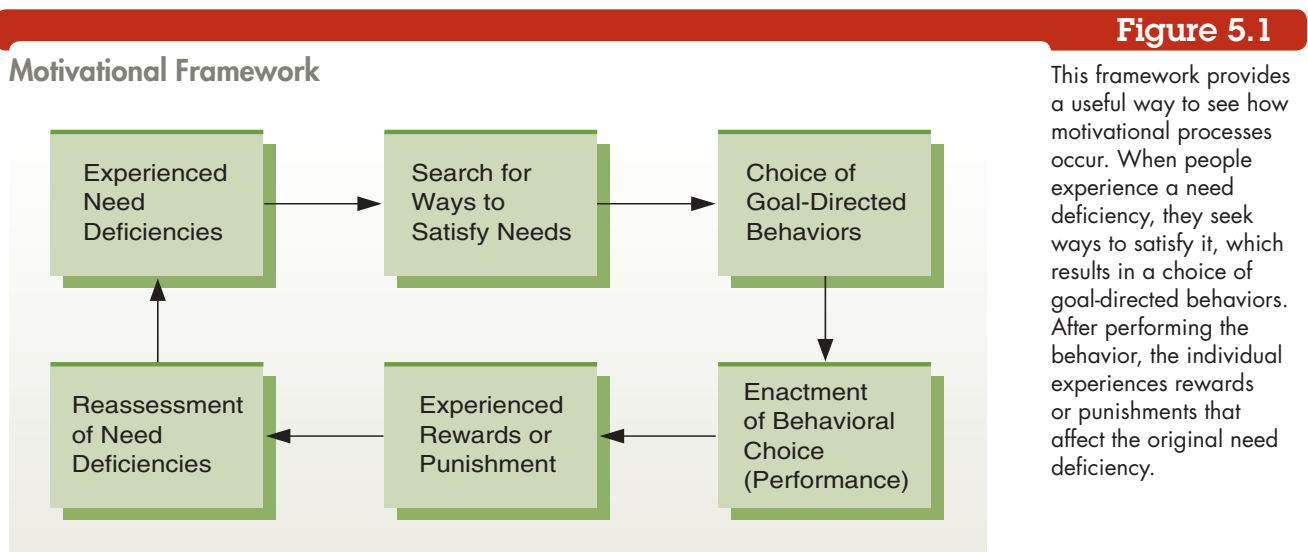 Figure 5.1
Motivational Framework
Experienced
Need
Deficiencies
Search for
Ways to
Satisfy Needs
Choice of
Goal-Directed
Behaviors
Enactment
of Behavioral
Choice
(Performance)
Experienced
Rewards or
Punishment
Reassessment
of Need
Deficiencies
This framework provides
a useful way to see how
motivational processes
occur. When people
experience a need
deficiency, they seek
ways to satisfy it, which
results in a choice of
goal-directed behaviors.
After performing the
behavior, the individual
experiences rewards
or punishments that
affect the original need
deficiency.